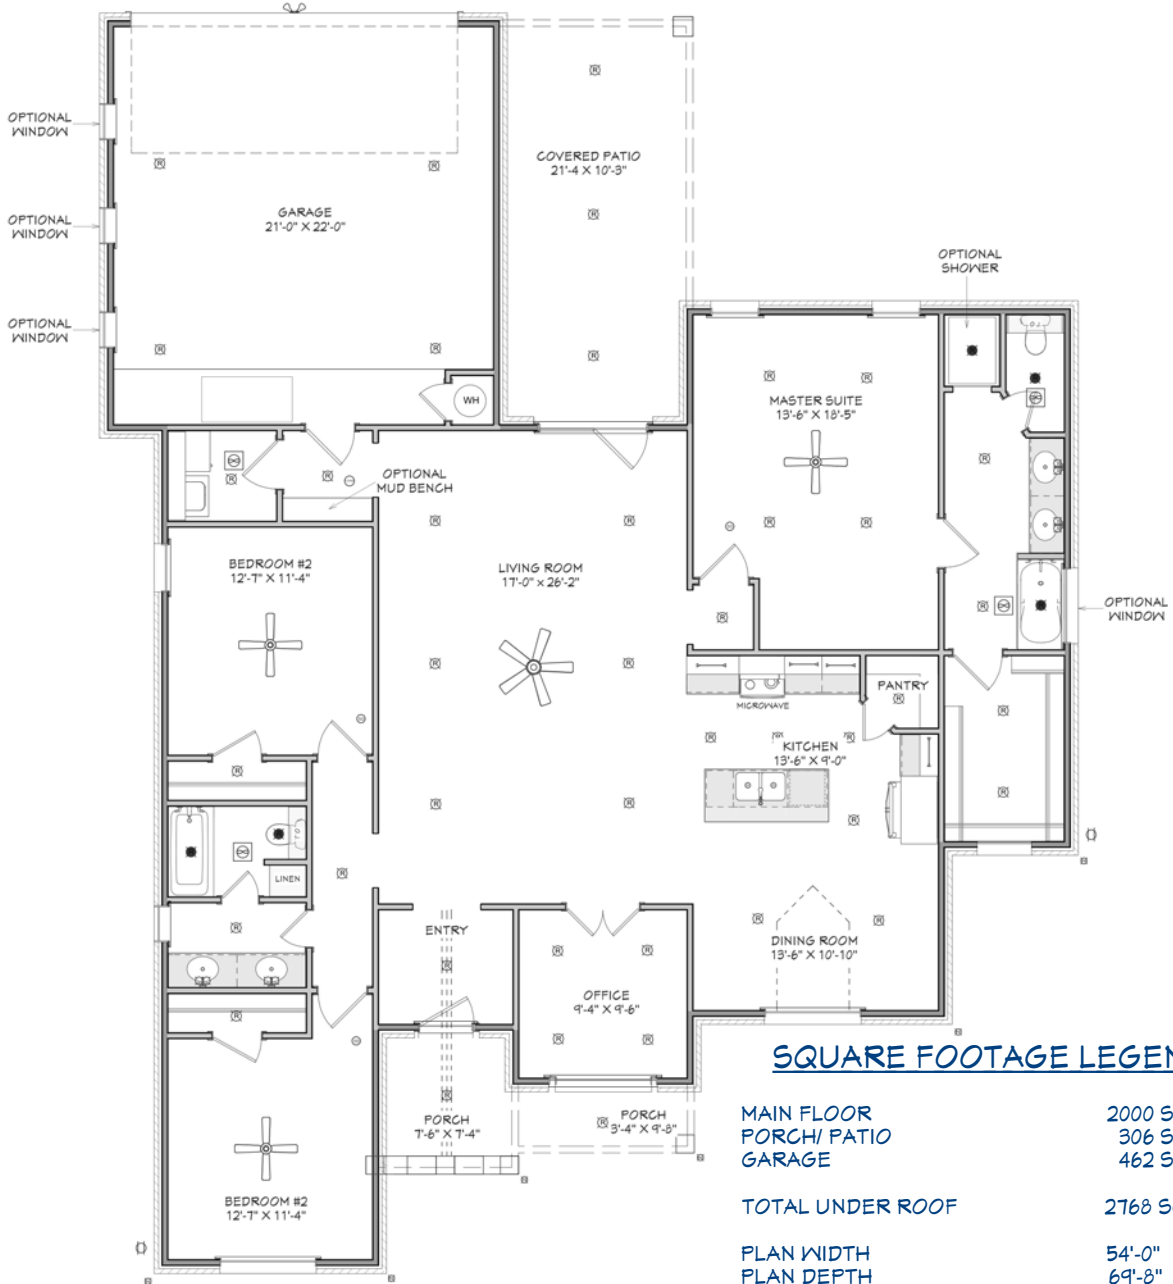 OPTIONAL
WINDOW
COVERED PATIO
21'-4 X 10'-3"
GARAGE
21'-0" X 22'-0"
OPTIONAL
WINDOW
OPTIONAL
SHOWER
OPTIONAL
WINDOW
WH
MASTER SUITE
13'-6" X 18'-5"
OPTIONAL
MUD BENCH
BEDROOM #2
12'-7" X 11'-4"
LIVING ROOM
17'-0" x 26'-2"
OPTIONAL
WINDOW
PANTRY
MICROWAVE
KITCHEN
13'-6" X 9'-0"
LINEN
ENTRY
DINING ROOM
13'-6" X 10'-10"
OFFICE
9'-4" X 9'-6"
PORCH
7'-6" X 7'-4"
PORCH
3'-4" X 9'-8"
BEDROOM #2
12'-7" X 11'-4"
SQUARE FOOTAGE LEGEN
MAIN FLOOR 2000 S
PORCH/ PATIO 306 S
GARAGE 462 S
TOTAL UNDER ROOF 2768 S
PLAN WIDTH 54'-0"
PLAN DEPTH 69'-8"